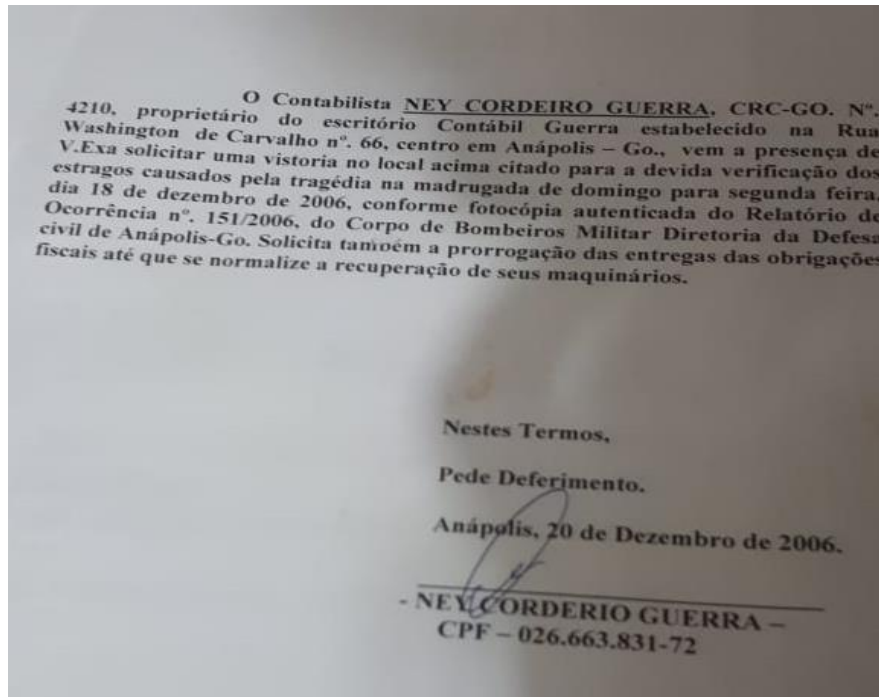 O Contabilista NEY CORDEIRO GUERRA, CRC-GO. Nº.
4210, proprietário do escritório Contábil Guerra estabelecido na Rua
Washington de Carvalho nº. 66, centro em Anápolis – Go., vem a presença de
V.Exa solicitar uma vistoria no local acima citado para a devida verificação dos
estragos causados pela tragédia na madrugada de domingo para segunda feira,
dia 18 de dezembro de 2006, conforme fotocópia autenticada do Relatório de
Ocorrência nº. 151/2006, do Corpo de Bombeiros Militar Diretoria da Defesa
civil de Anápolis-Go. Solicita também a prorrogação das entregas das obrigações
fiscais até que se normalize a recuperação de seus maquinários.
Nestes Termos,
Pede Deferimento.
Anápolis, 20 de Dezembro de 2006.
- NEY CORDERIO GUERRA –
CPF – 026.663.831-72